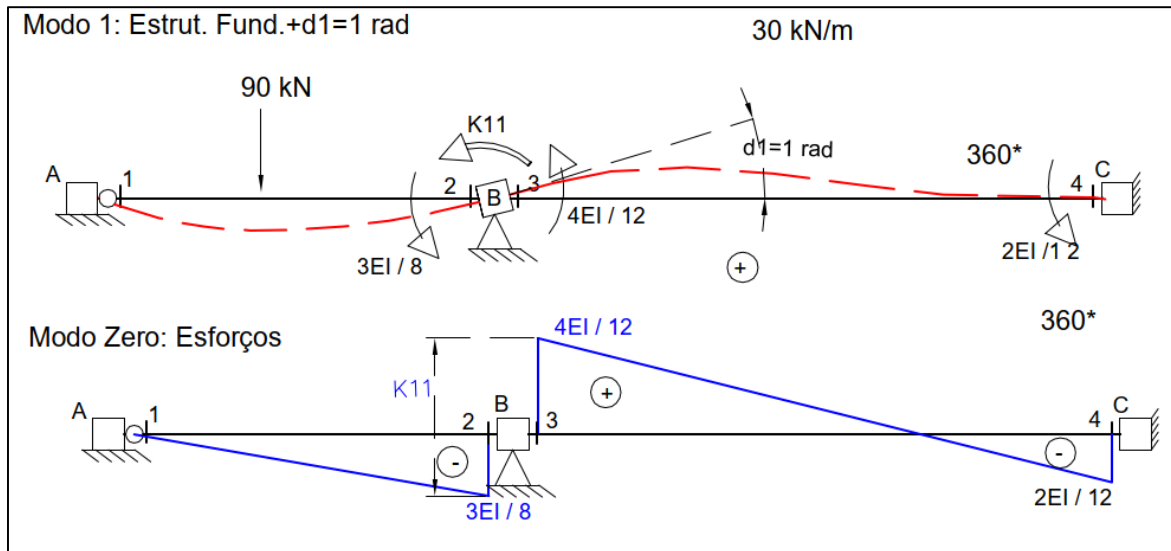 Modo 1: Estrut. Fund.+d1=1 rad
30 kN/m
90 kN
K11
d1=1 rad
360*
A
1
2
B
3
4
C
4EI / 12
3EI / 8
2EI /1 2
+
4EI / 12
360*
Modo Zero: Esforços
K11
+
A
1
2
B
3
4
C
-
-
3EI / 8
2EI / 12